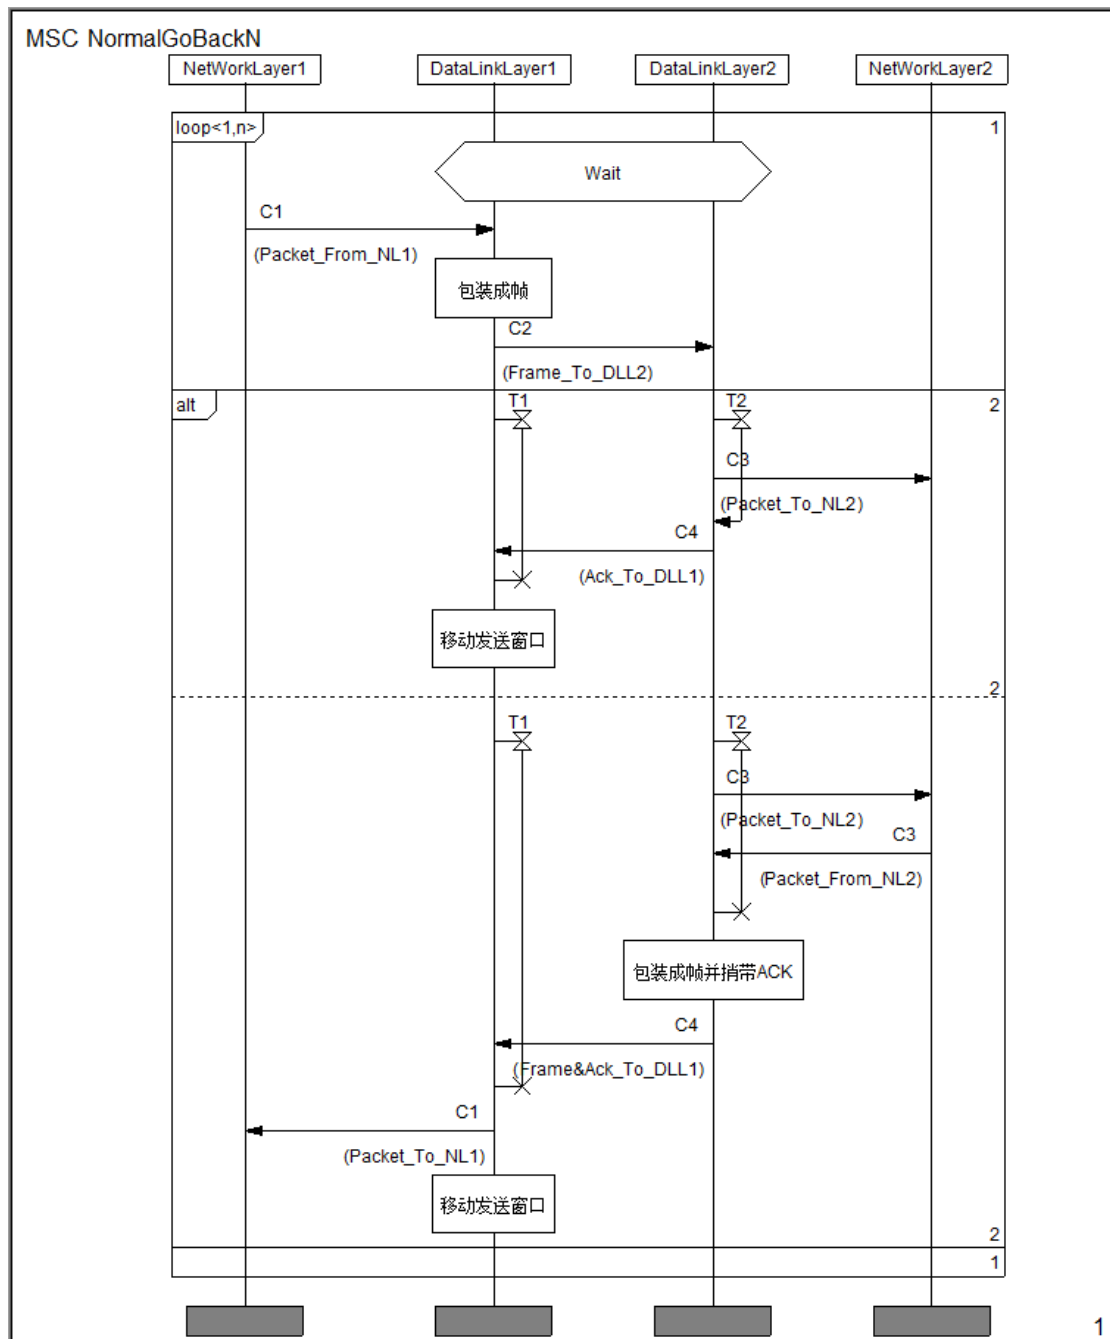 MSC NormalGoBackN
NetWorkLayer1 DataLinkLayer1 DataLinkLayer2 NetWorkLayer2
loop<1,n> 1
Wait
C1
(Packet_From_NL1)
包装成帧
C2
(Frame_To_DLL2)
alt T1 T2 2
C3
(Packet_To_NL2)
C4
(Ack_To_DLL1)
移动发送窗口
2
T1 T2
C3
(Packet_To_NL2)
C3
(Packet_From_NL2)
包装成帧并捎带ACK
C4
(Frame&Ack_To_DLL1)
C1
(Packet_To_NL1)
移动发送窗口
2
1
1